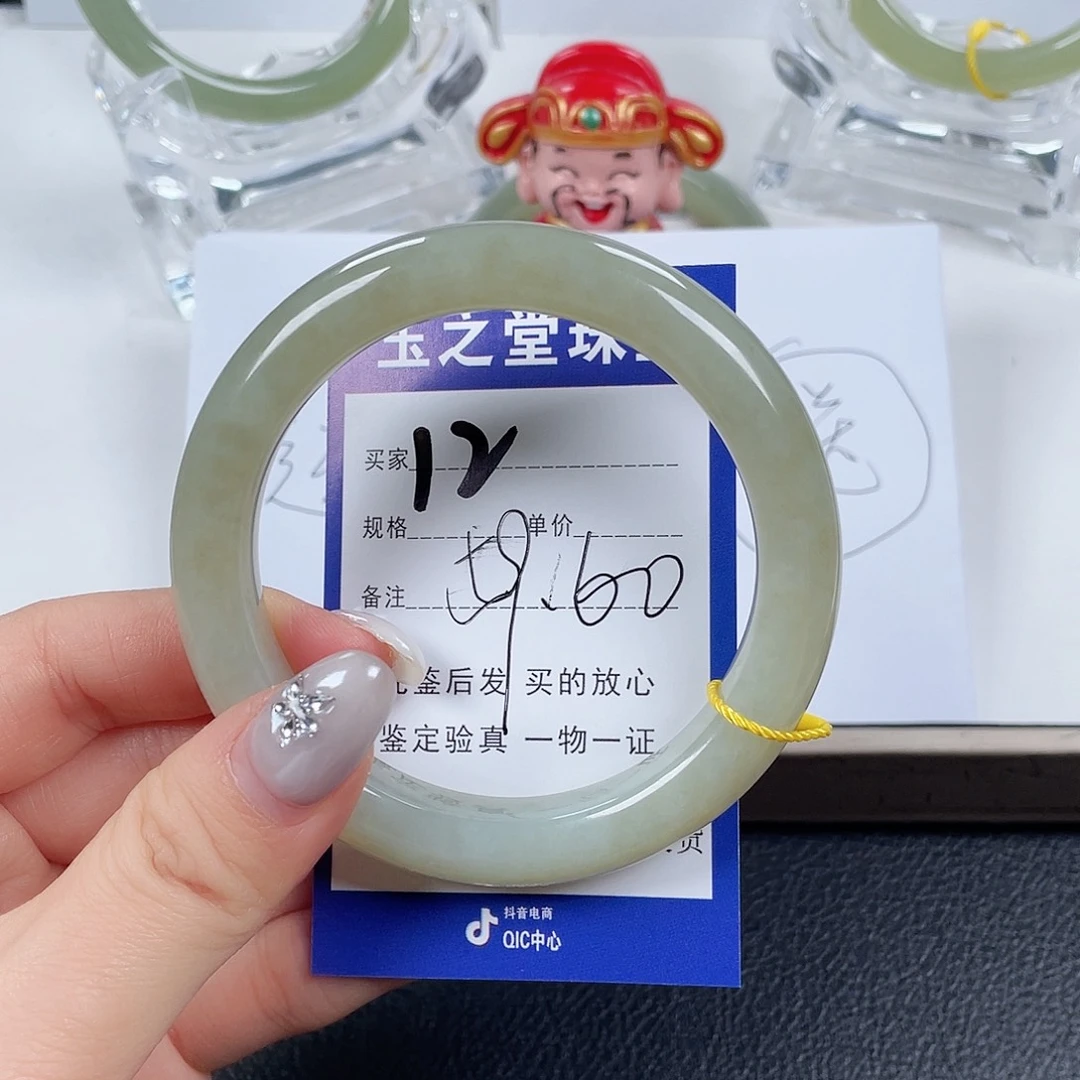 玉之堂珠
买家 12
规格 单价
备注 59.60
先鉴后发 买的放心
鉴定验真 一物一证
货
抖音电商
QIC中心